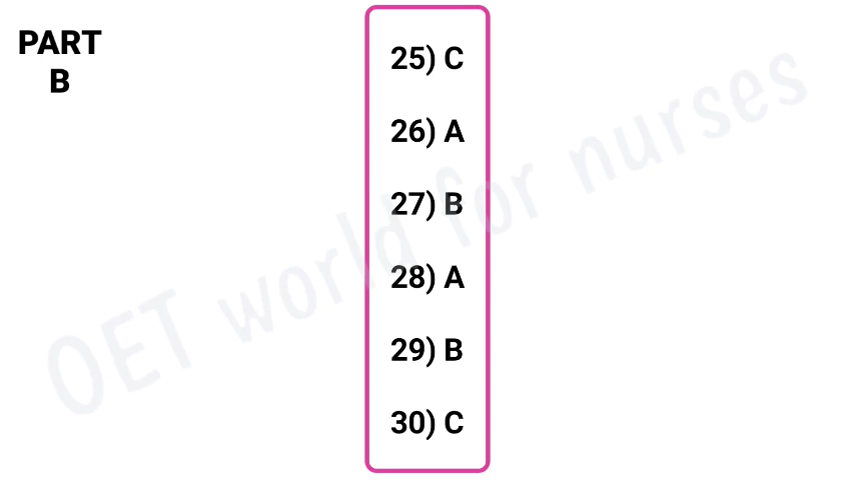 PART
B
25) C
26) A
27) B
28) A
29) B
30) C
OET world for nurses